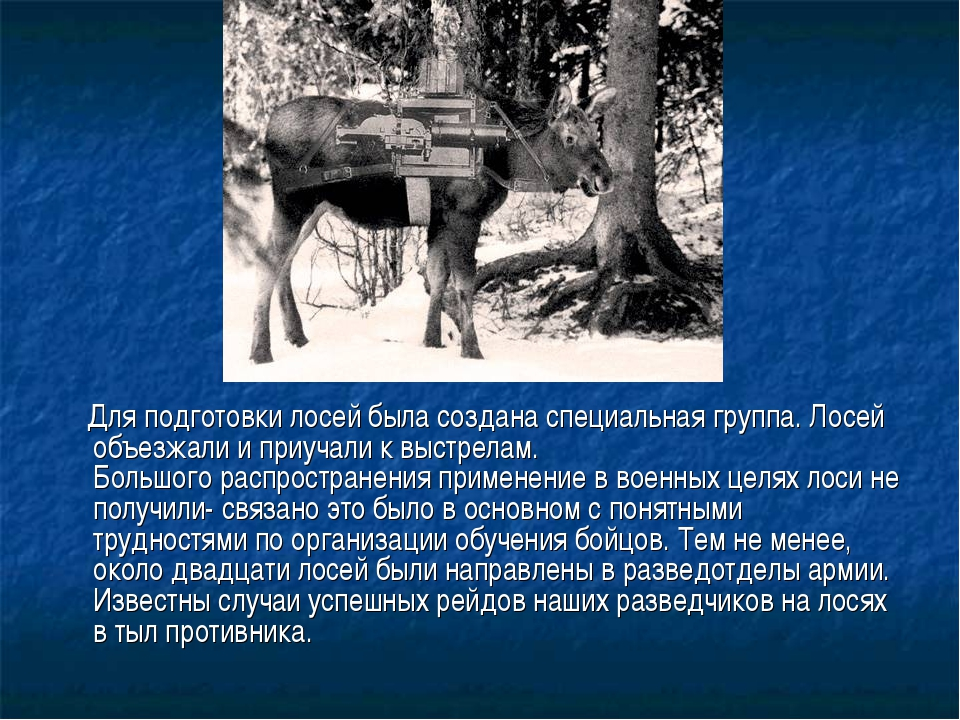 Для подготовки лосей была создана специальная группа. Лосей
объезжали и приучали к выстрелам.
Большого распространения применение в военных целях лоси не
получили- связано это было в основном с понятными
трудностями по организации обучения бойцов. Тем не менее,
около двадцати лосей были направлены в разведотделы армии.
Известны случаи успешных рейдов наших разведчиков на лосях
в тыл противника.